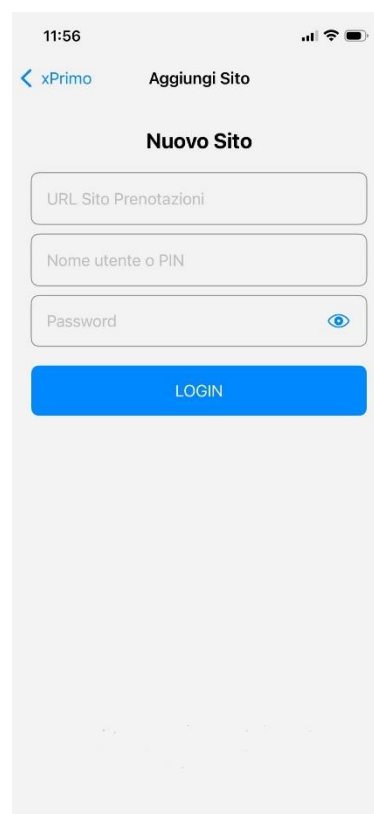 11:56
xPrimo
Aggiungi Sito
Nuovo Sito
URL Sito Prenotazioni
Nome utente o PIN
Password
LOGIN